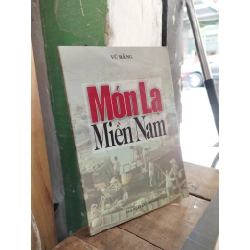 VŨ BẰNG
Món Lạ
Miền Nam